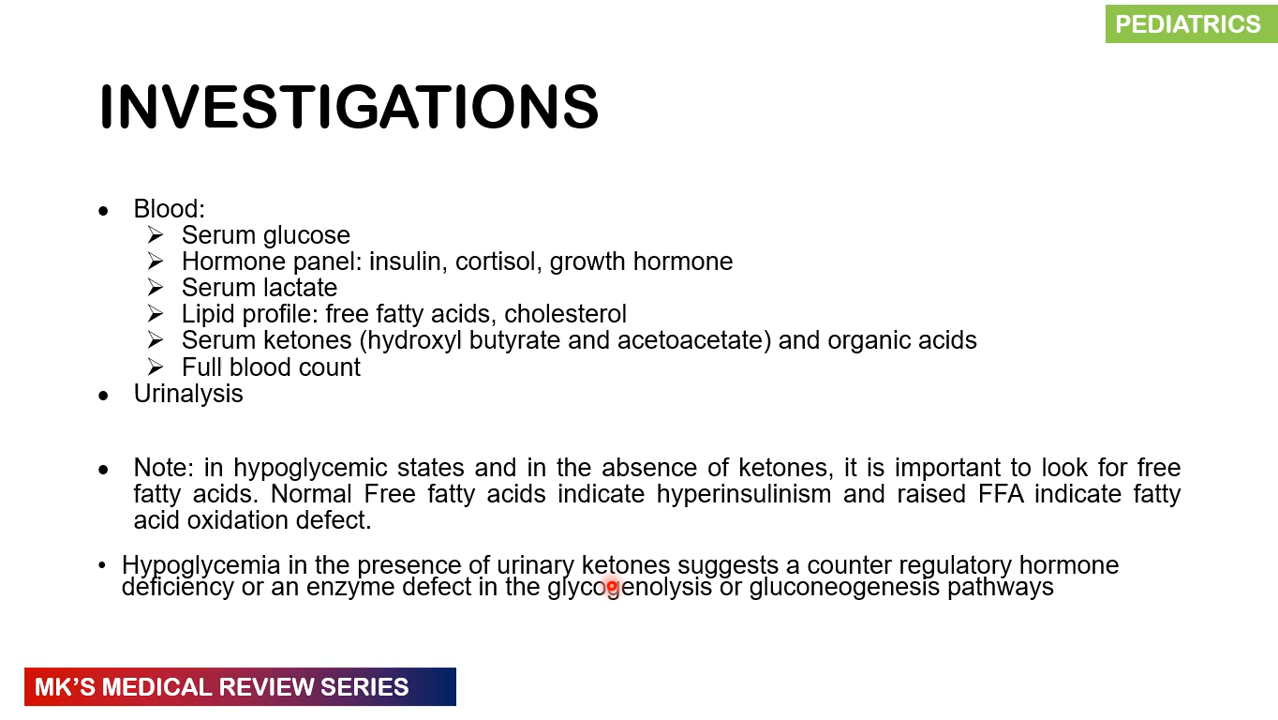 PEDIATRICS
INVESTIGATIONS
• Blood:
➢ Serum glucose
➢ Hormone panel: insulin, cortisol, growth hormone
➢ Serum lactate
➢ Lipid profile: free fatty acids, cholesterol
➢ Serum ketones (hydroxyl butyrate and acetoacetate) and organic acids
➢ Full blood count
• Urinalysis
• Note: in hypoglycemic states and in the absence of ketones, it is important to look for free
fatty acids. Normal Free fatty acids indicate hyperinsulinism and raised FFA indicate fatty
acid oxidation defect.
• Hypoglycemia in the presence of urinary ketones suggests a counter regulatory hormone
deficiency or an enzyme defect in the glycogenolysis or gluconeogenesis pathways
MK'S MEDICAL REVIEW SERIES